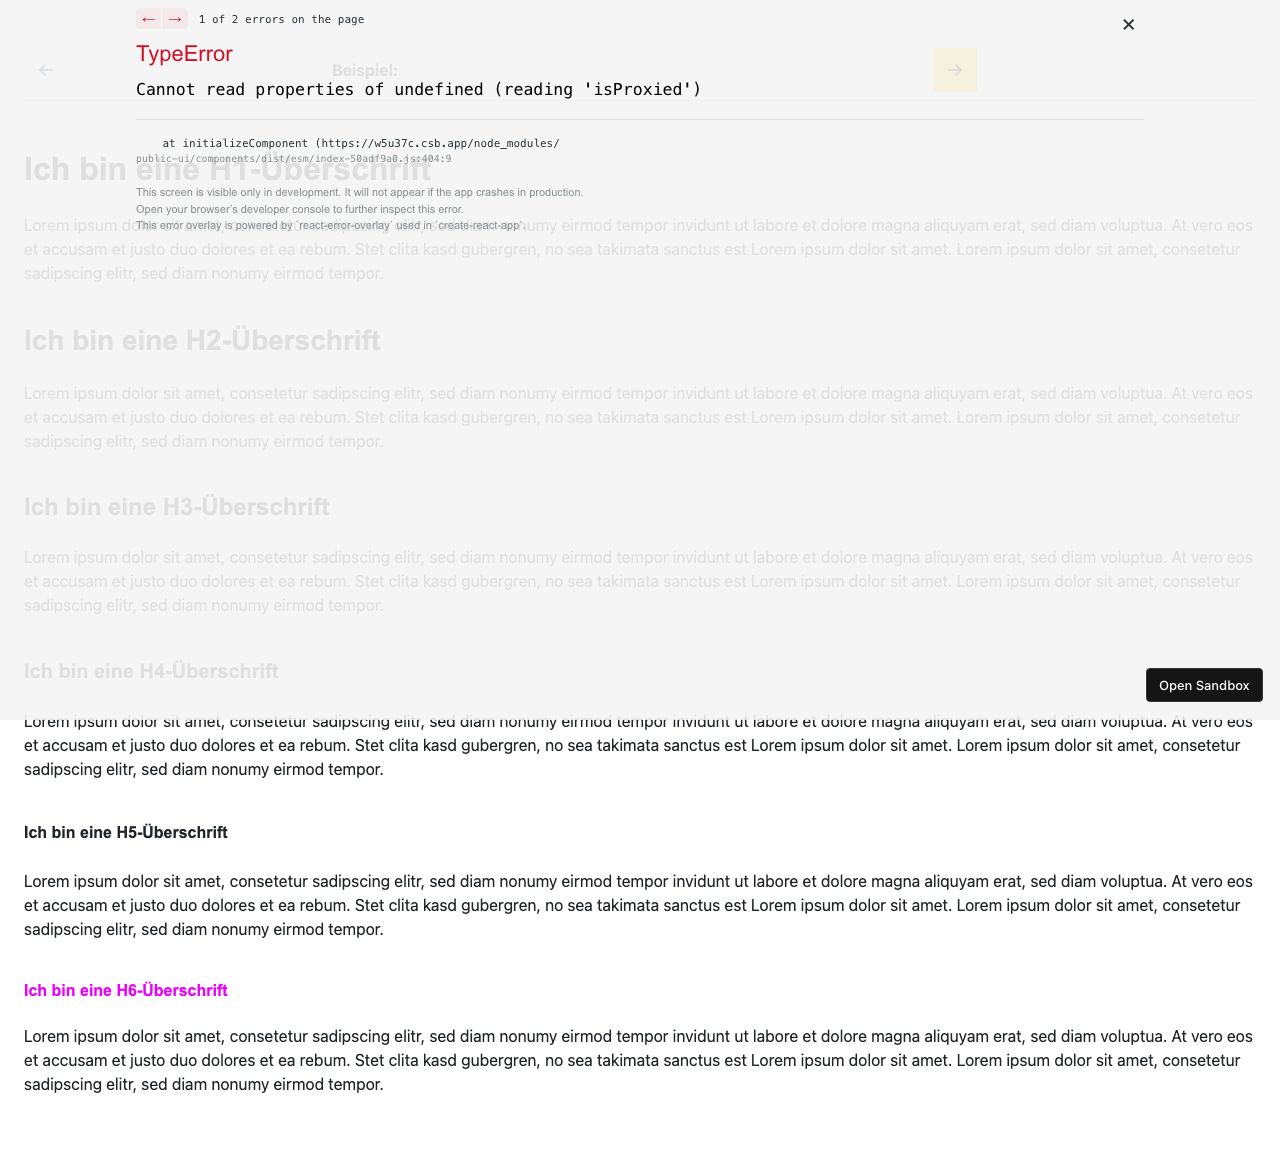 ← → 1 of 2 errors on the page
TypeError
Beispiel:
Cannot read properties of undefined (reading 'isProxied')
at initializeComponent (https://w5u37c.csb.app/node_modules/
public-ui/components/dist/esm/index-50adf9a0.js:404:9
Ich bin eine H1-Überschrift
This screen is visible only in development. It will not appear if the app crashes in production.
Open your browser's developer console to further inspect this error.
This error overlay is powered by `react-error-overlay` used in `create-react-app`.
Lorem ipsum dolor sit amet, consetetur sadipscing elitr, sed diam nonumy eirmod tempor invidunt ut labore et dolore magna aliquyam erat, sed diam voluptua. At vero eos
et accusam et justo duo dolores et ea rebum. Stet clita kasd gubergren, no sea takimata sanctus est Lorem ipsum dolor sit amet. Lorem ipsum dolor sit amet, consetetur
sadipscing elitr, sed diam nonumy eirmod tempor.
Ich bin eine H2-Überschrift
Lorem ipsum dolor sit amet, consetetur sadipscing elitr, sed diam nonumy eirmod tempor invidunt ut labore et dolore magna aliquyam erat, sed diam voluptua. At vero eos
et accusam et justo duo dolores et ea rebum. Stet clita kasd gubergren, no sea takimata sanctus est Lorem ipsum dolor sit amet. Lorem ipsum dolor sit amet, consetetur
sadipscing elitr, sed diam nonumy eirmod tempor.
Ich bin eine H3-Überschrift
Lorem ipsum dolor sit amet, consetetur sadipscing elitr, sed diam nonumy eirmod tempor invidunt ut labore et dolore magna aliquyam erat, sed diam voluptua. At vero eos
et accusam et justo duo dolores et ea rebum. Stet clita kasd gubergren, no sea takimata sanctus est Lorem ipsum dolor sit amet. Lorem ipsum dolor sit amet, consetetur
sadipscing elitr, sed diam nonumy eirmod tempor.
Ich bin eine H4-Überschrift
Open Sandbox
Lorem ipsum dolor sit amet, consetetur sadipscing elitr, sed diam nonumy eirmod tempor invidunt ut labore et dolore magna aliquyam erat, sed diam voluptua. At vero eos
et accusam et justo duo dolores et ea rebum. Stet clita kasd gubergren, no sea takimata sanctus est Lorem ipsum dolor sit amet. Lorem ipsum dolor sit amet, consetetur
sadipscing elitr, sed diam nonumy eirmod tempor.
Ich bin eine H5-Überschrift
Lorem ipsum dolor sit amet, consetetur sadipscing elitr, sed diam nonumy eirmod tempor invidunt ut labore et dolore magna aliquyam erat, sed diam voluptua. At vero eos
et accusam et justo duo dolores et ea rebum. Stet clita kasd gubergren, no sea takimata sanctus est Lorem ipsum dolor sit amet. Lorem ipsum dolor sit amet, consetetur
sadipscing elitr, sed diam nonumy eirmod tempor.
Ich bin eine H6-Überschrift
Lorem ipsum dolor sit amet, consetetur sadipscing elitr, sed diam nonumy eirmod tempor invidunt ut labore et dolore magna aliquyam erat, sed diam voluptua. At vero eos
et accusam et justo duo dolores et ea rebum. Stet clita kasd gubergren, no sea takimata sanctus est Lorem ipsum dolor sit amet. Lorem ipsum dolor sit amet, consetetur
sadipscing elitr, sed diam nonumy eirmod tempor.